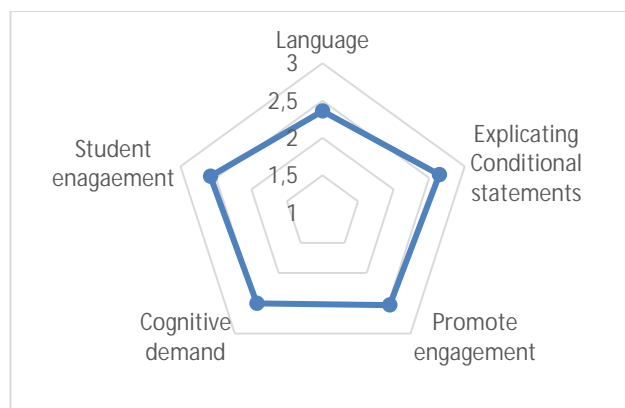 Language
3
2,5
2
1,5
1
Explicating
Conditional
statements
Promote
engagement
Cognitive
demand
Student
enagaement